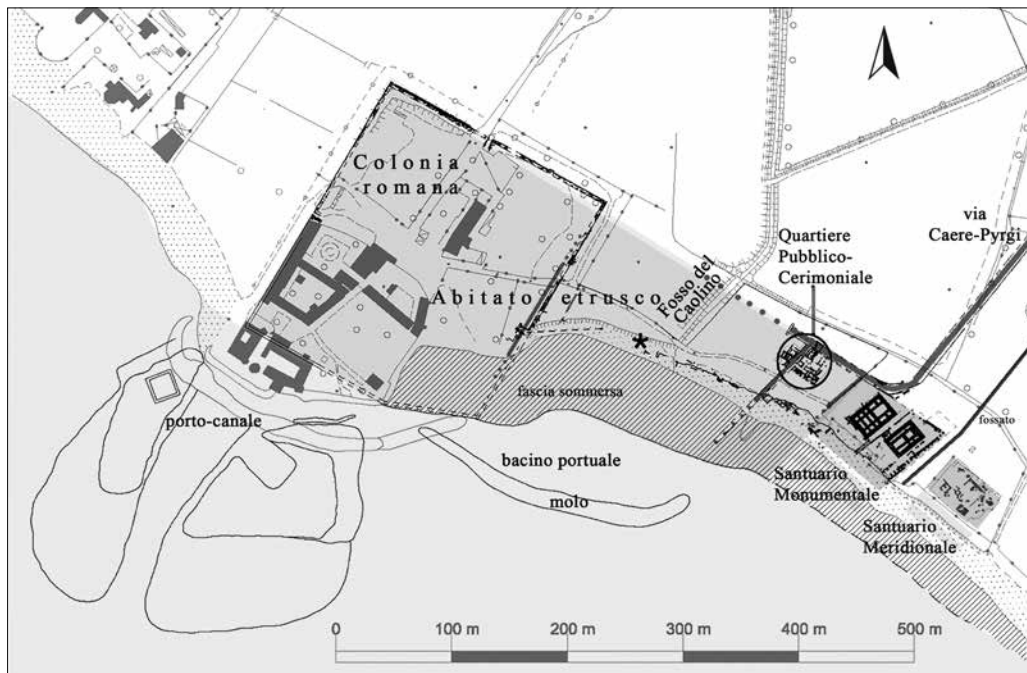 Colonia
romana
via
Caere-Pyrgi
Quartiere
Pubblico-
Cerimoniale
Fosso del
Caolino
Abitato etrusco
*
fascia sommersa
fossato
porto-canale
bacino portuale
molo
Santuario
Monumentale
Santuario
Meridionale
0 100 m 200 m 300 m 400 m 500 m